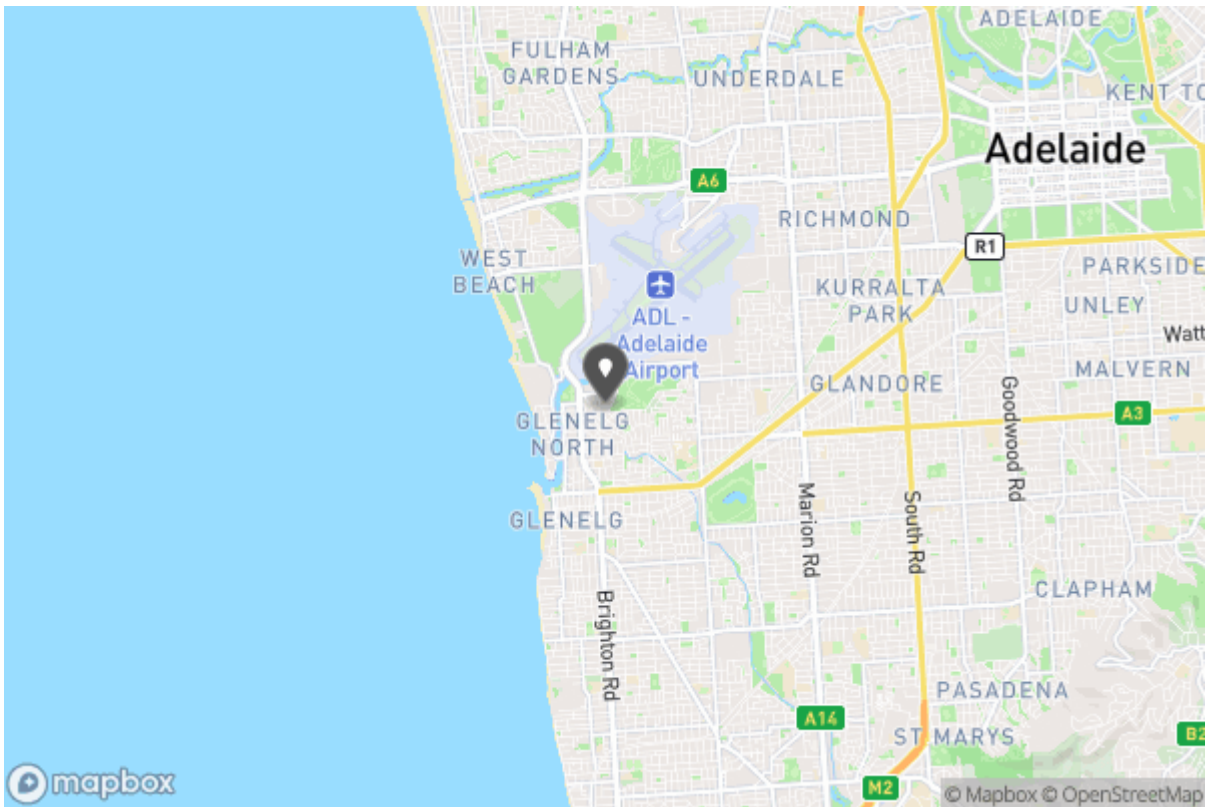 ADELAIDE
FULHAM
GARDENS
UNDERDALE
KENT TO
Adelaide
A6
RICHMOND
R1
WEST
BEACH
PARKSIDE
KURRALTA
PARK
UNLEY
ADL -
Adelaide
Airport
Watt
MALVERN
GLANDORE
Goodwood Rd
A3
GLENELG
NORTH
GLENELG
Marion Rd
South Rd
CLAPHAM
Brighton Rd
PASADENA
A14
ST MARYS
B2
M2
mapbox
© Mapbox © OpenStreetMap